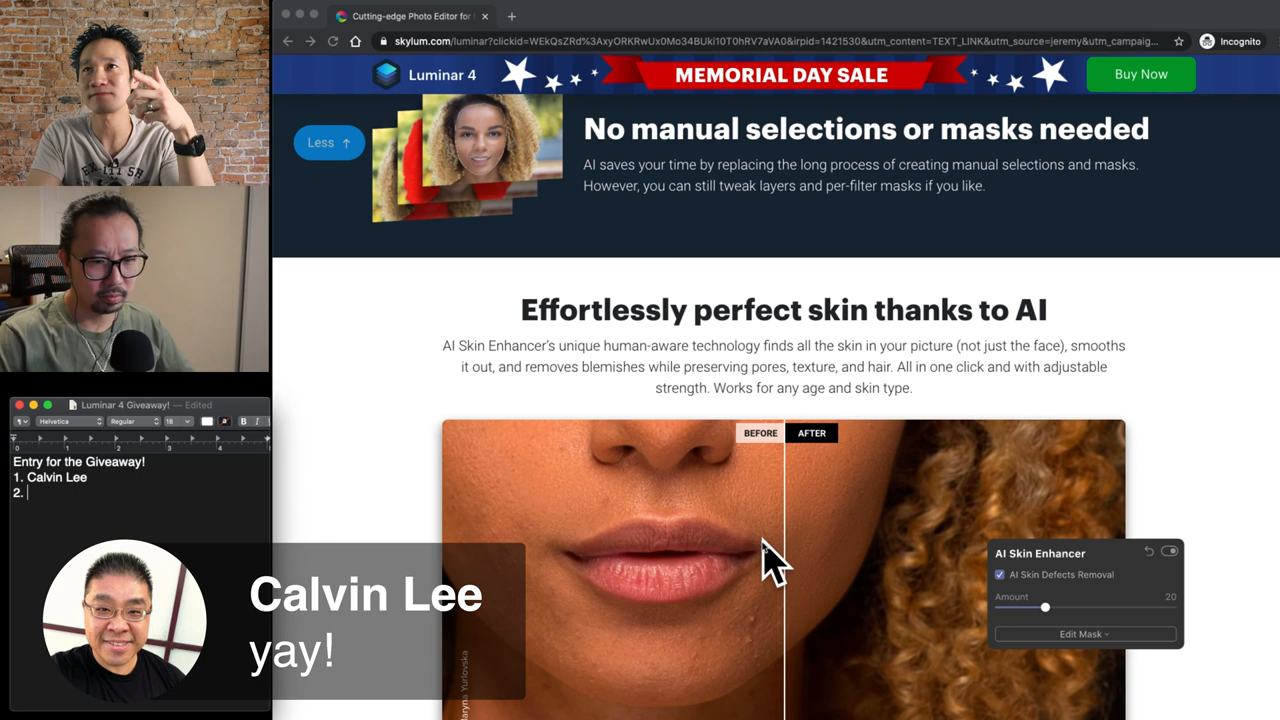 Cutting-edge Photo Editor for
skylum.com/luminar?clickid=WEkQsZRd%3AxyORKRwUx0Mo34BUki10T0hRV7aVA0&irpid=1421530&utm_content=TEXT_LINK&utm_source=jeremy&utm_campaig...
Incognito
Luminar 4
MEMORIAL DAY SALE
Buy Now
Less ↑
No manual selections or masks needed
AI saves your time by replacing the long process of creating manual selections and masks.
However, you can still tweak layers and per-filter masks if you like.
Effortlessly perfect skin thanks to AI
AI Skin Enhancer's unique human-aware technology finds all the skin in your picture (not just the face), smooths
it out, and removes blemishes while preserving pores, texture, and hair. All in one click and with adjustable
strength. Works for any age and skin type.
BEFORE
AFTER
AI Skin Enhancer
AI Skin Defects Removal
Amount 20
Edit Mask
Luminar 4 Giveaway! — Edited
Helvetica Regular 18 B I
0 1 2 3 4
Entry for the Giveaway!
1. Calvin Lee
2.
Calvin Lee
yay!
Yurlovska